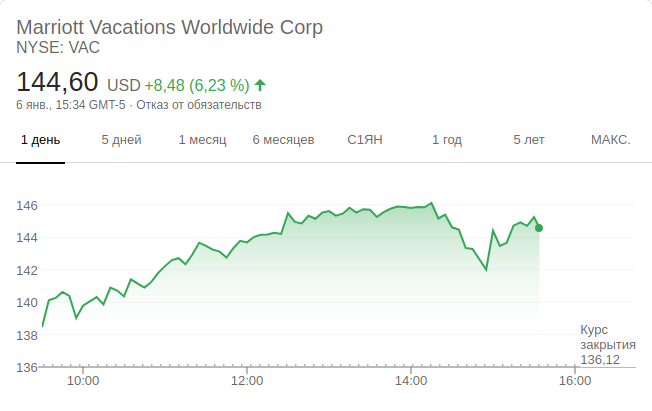 Marriott Vacations Worldwide Corp
NYSE: VAC
144,60 USD +8,48 (6,23 %)
6 янв., 15:34 GMT-5 · Отказ от обязательств
1 день 5 дней 1 месяц 6 месяцев С1ЯН 1 год 5 лет МАКС.
146
144
142
140
138
136
Курс
закрытия
136,12
10:00 12:00 14:00 16:00